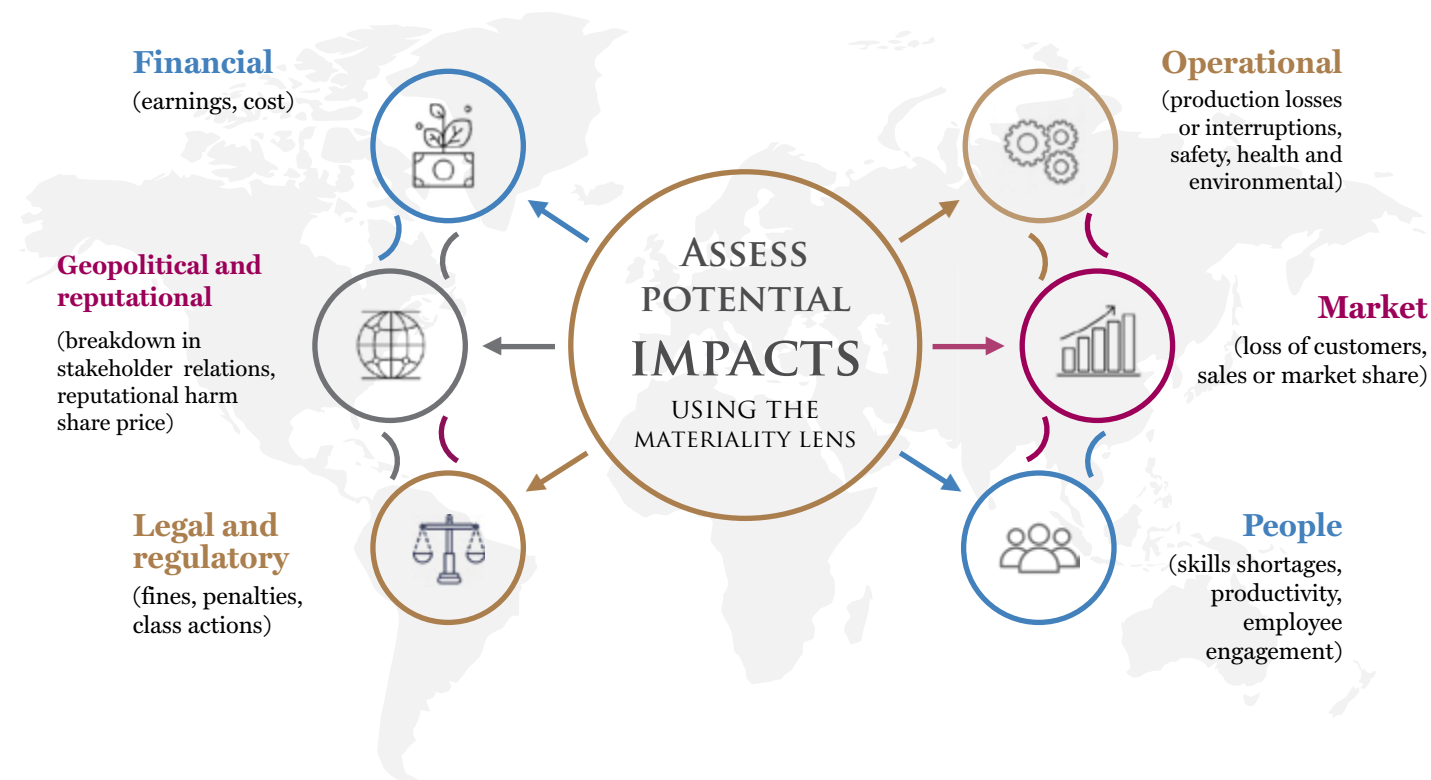 Financial
(earnings, cost)
Geopolitical and
reputational
(breakdown in
stakeholder relations,
reputational harm
share price)
Legal and
regulatory
(fines, penalties,
class actions)
ASSESS
POTENTIAL
IMPACTS
USING THE
MATERIALITY LENS
Operational
(production losses
or interruptions,
safety, health and
environmental)
Market
(loss of customers,
sales or market share)
People
(skills shortages,
productivity,
employee
engagement)